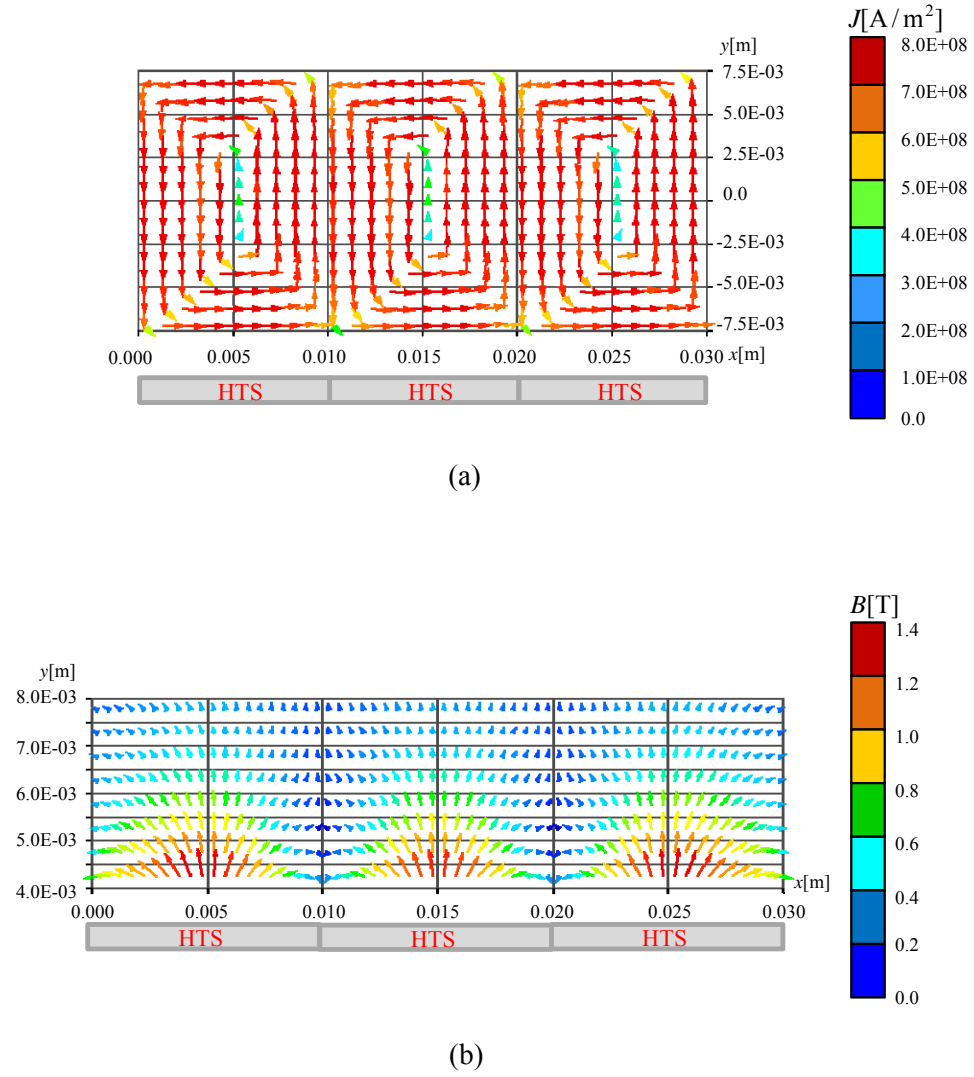 J[A/m²]
y[m]
8.0E+08
7.5E-03
7.0E+08
5.0E-03
6.0E+08
2.5E-03
5.0E+08
0.0
4.0E+08
-2.5E-03
3.0E+08
-5.0E-03
2.0E+08
-7.5E-03
1.0E+08
0.0
0.000 0.005 0.010 0.015 0.020 0.025 0.030 x[m]
HTS HTS HTS
(a)
B[T]
1.4
y[m]
8.0E-03
1.2
7.0E-03
1.0
6.0E-03
0.8
5.0E-03
0.6
4.0E-03
x[m]
0.4
0.2
0.0
0.000 0.005 0.010 0.015 0.020 0.025 0.030
HTS HTS HTS
(b)